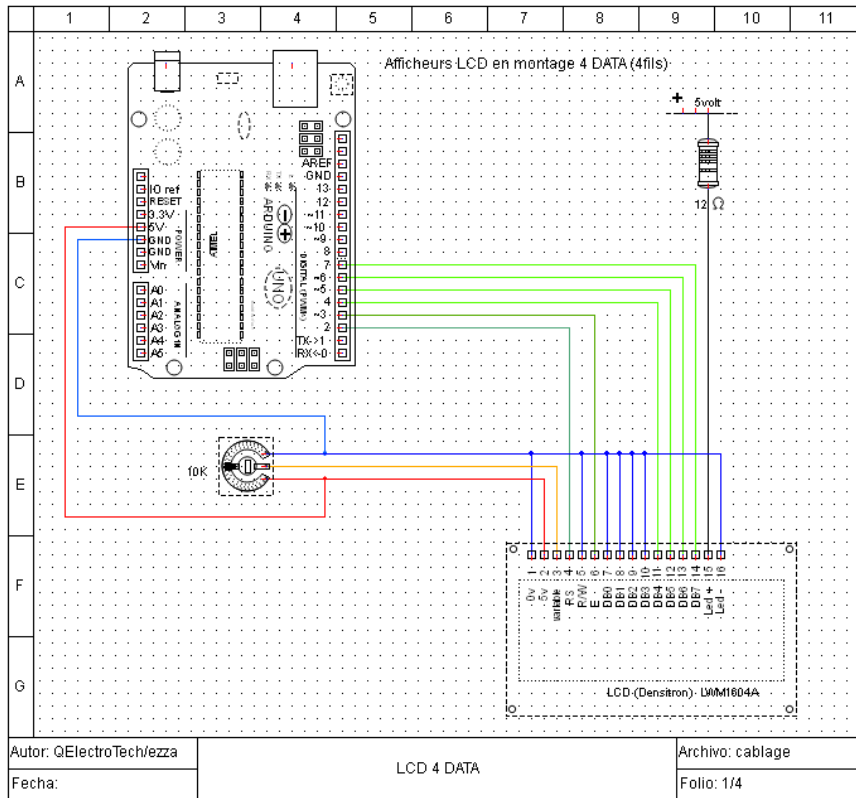 1 2 3 4 5 6 7 8 9 10 11
A
B
C
D
E
F
G
Afficheurs LCD en montage 4 DATA (4fils)
+ 5volt
12 Ω
AREF
GND
13
12
~11
~10
~9
8
7
~6
~5
4
~3
2
TX->1
RX<-0
IO ref
RESET
3.3V
5V
GND
GND
Vin
POWER
A0
A1
A2
A3
A4
A5
ANALOG IN
ATMEL
ARDUINO
UNO
DIGITAL (PWM~)
10K
1 2 3 4 5 6 7 8 9 10 11 12 13 14 15 16
0v
5v
variable
RS
R/W
E
DB0
DB1
DB2
DB3
DB4
DB5
DB6
DB7
Led +
Led -
LCD (Densitron) LWM1604A
Autor: QElectroTech/ezza
Fecha:
LCD 4 DATA
Archivo: cablage
Folio: 1/4